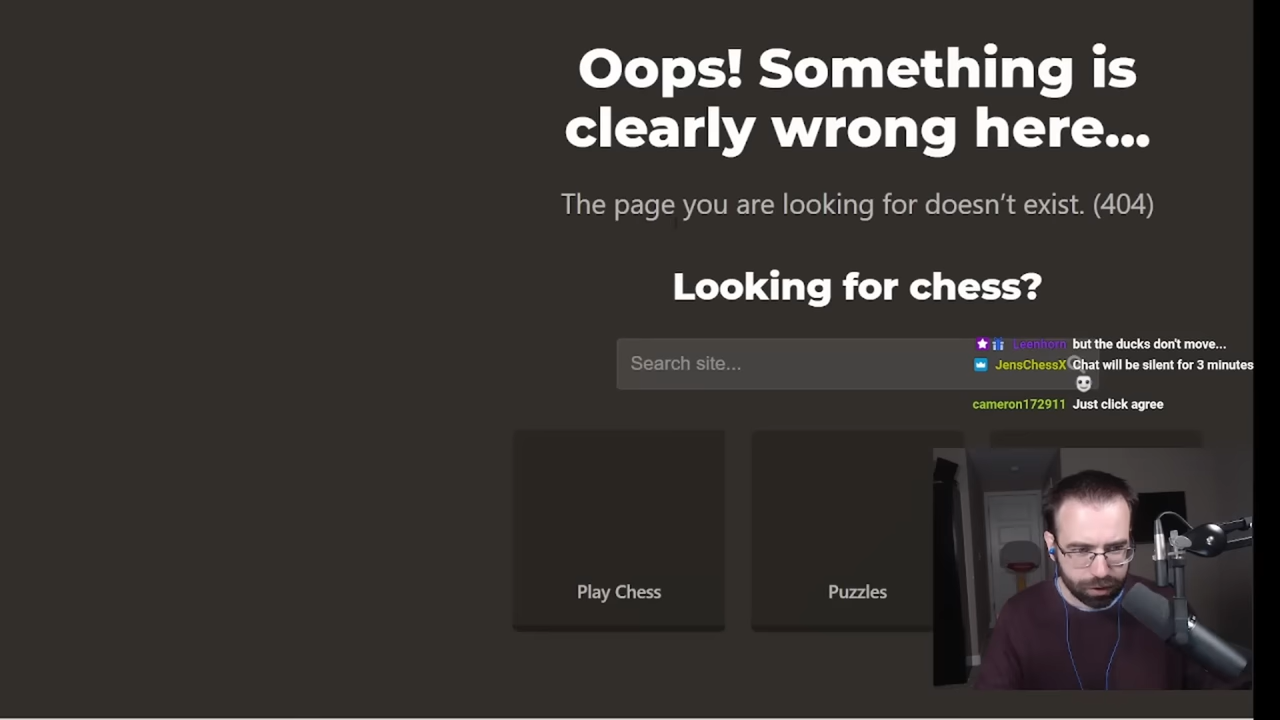 Oops! Something is
clearly wrong here...
The page you are looking for doesn’t exist. (404)
Looking for chess?
Search site...
Leenhorn but the ducks don't move...
JensChessX Chat will be silent for 3 minutes
cameron172911 Just click agree
Play Chess
Puzzles